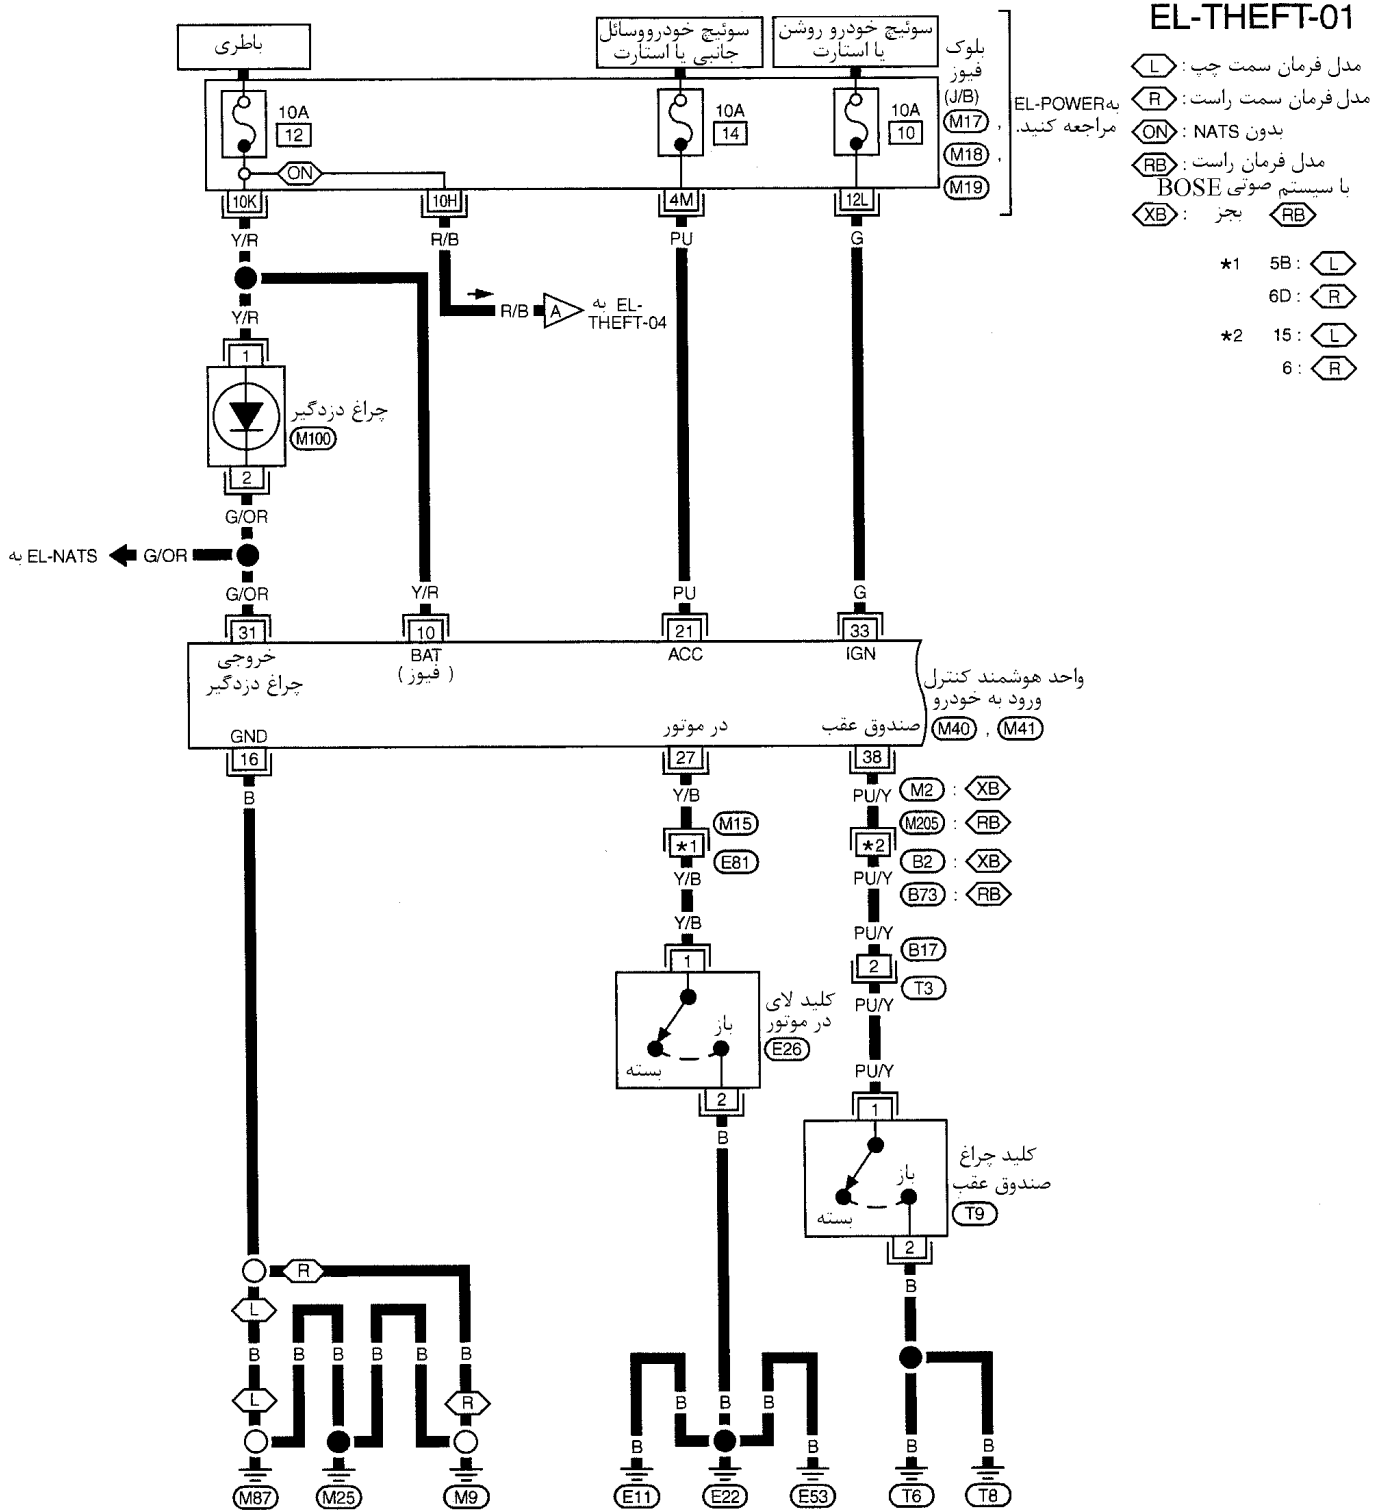 EL-THEFT-01
باطری
سوئیچ خودرووسائل
جانبی یا استارت
سوئیچ خودرو روشن
یا استارت
بلوک
فیوز
(J/B)
M17 ,
M18 ,
M19
به EL-POWER
مراجعه کنید.
L : مدل فرمان سمت چپ
R : مدل فرمان سمت راست
ON : بدون NATS
RB : مدل فرمان راست
با سیستم صوتی BOSE
XB : بجز RB
*1 5B : L
6D : R
*2 15 : L
6 : R
10A
12
10A
14
10A
10
ON
10K
10H
4M
12L
Y/R
R/B
PU
G
R/B
A
به EL-
THEFT-04
Y/R
1
چراغ دزدگیر
M100
2
G/OR
به EL-NATS
G/OR
G/OR
Y/R
PU
G
31
10
21
33
خروجی
چراغ دزدگیر
BAT
( فیوز )
ACC
IGN
واحد هوشمند کنترل
ورود به خودرو
M40 , M41
GND
در موتور
صندوق عقب
16
27
38
B
Y/B
PU/Y
M2 : XB
M205 : RB
M15
*1
*2
E81
B2 : XB
Y/B
PU/Y
B73 : RB
Y/B
PU/Y
B17
1
2
T3
PU/Y
کلید لای
در موتور
E26
باز
بسته
PU/Y
2
1
B
کلید چراغ
صندوق عقب
T9
باز
بسته
2
B
R
L
B
B
B
B
B
B
L
R
B
B
B
B
B
B
B
M87
M25
M9
E11
E22
E53
T6
T8